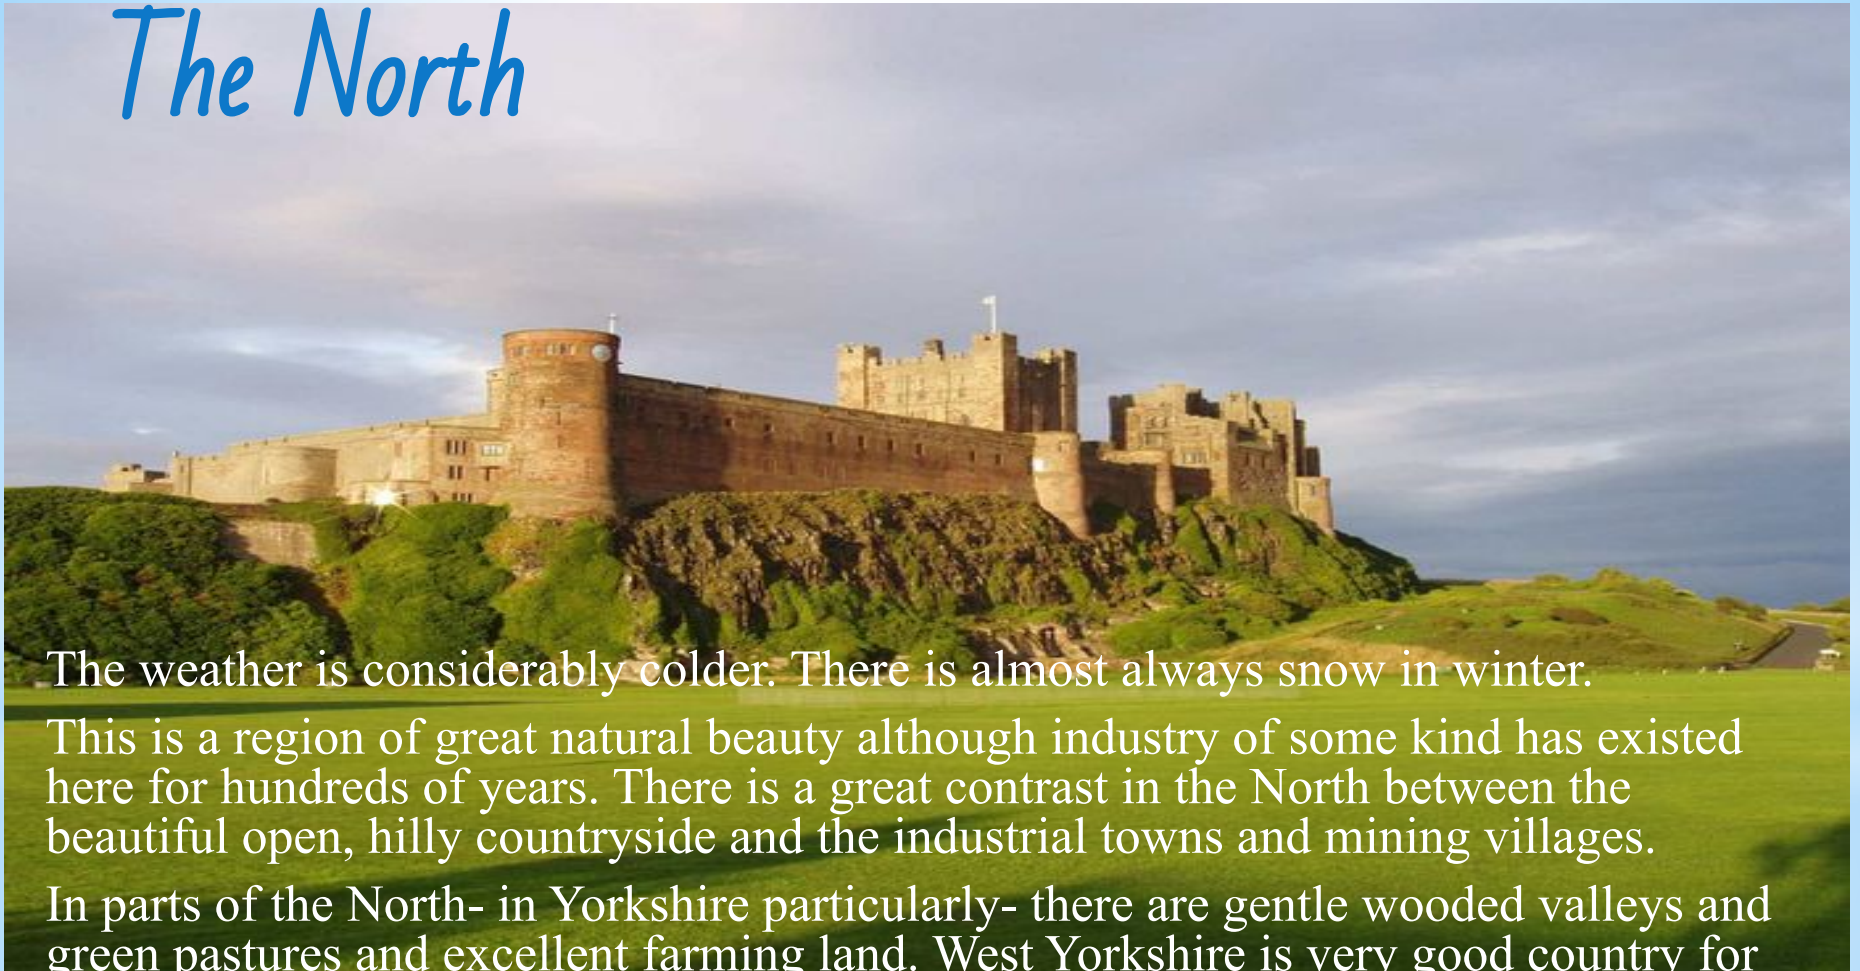 The North
The weather is considerably colder. There is almost always snow in winter.
This is a region of great natural beauty although industry of some kind has existed
here for hundreds of years. There is a great contrast in the North between the
beautiful open, hilly countryside and the industrial towns and mining villages.
In parts of the North- in Yorkshire particularly- there are gentle wooded valleys and
green pastures and excellent farming land. West Yorkshire is very good country for